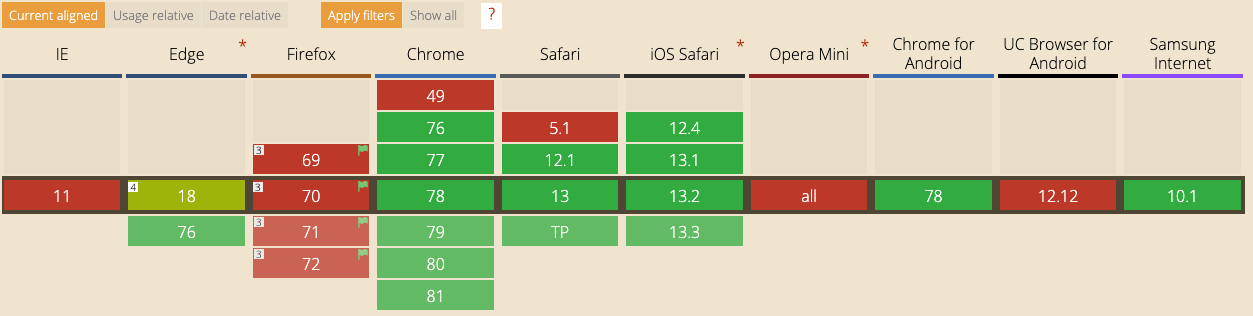 Current aligned Usage relative Date relative Apply filters Show all ?
IE Edge * Firefox Chrome Safari iOS Safari * Opera Mini * Chrome for Android UC Browser for Android Samsung Internet
49
76 5.1 12.4
3 69 77 12.1 13.1
11 4 18 3 70 78 13 13.2 all 78 12.12 10.1
76 3 71 79 TP 13.3
3 72 80
81